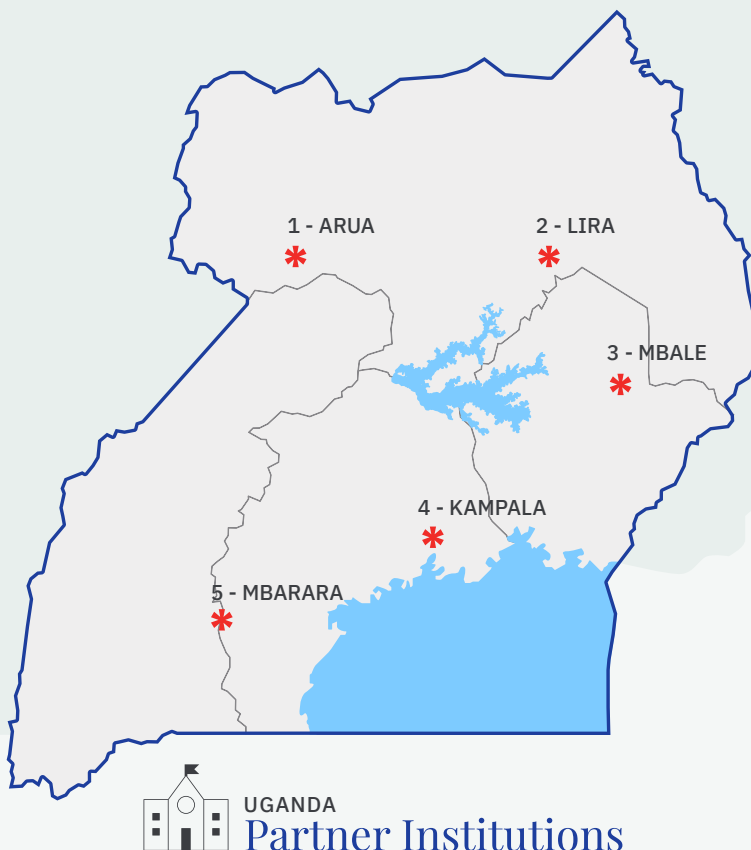 1 - ARUA
2 - LIRA
3 - MBALE
4 - KAMPALA
5 - MBARARA
UGANDA
Partner Institutions